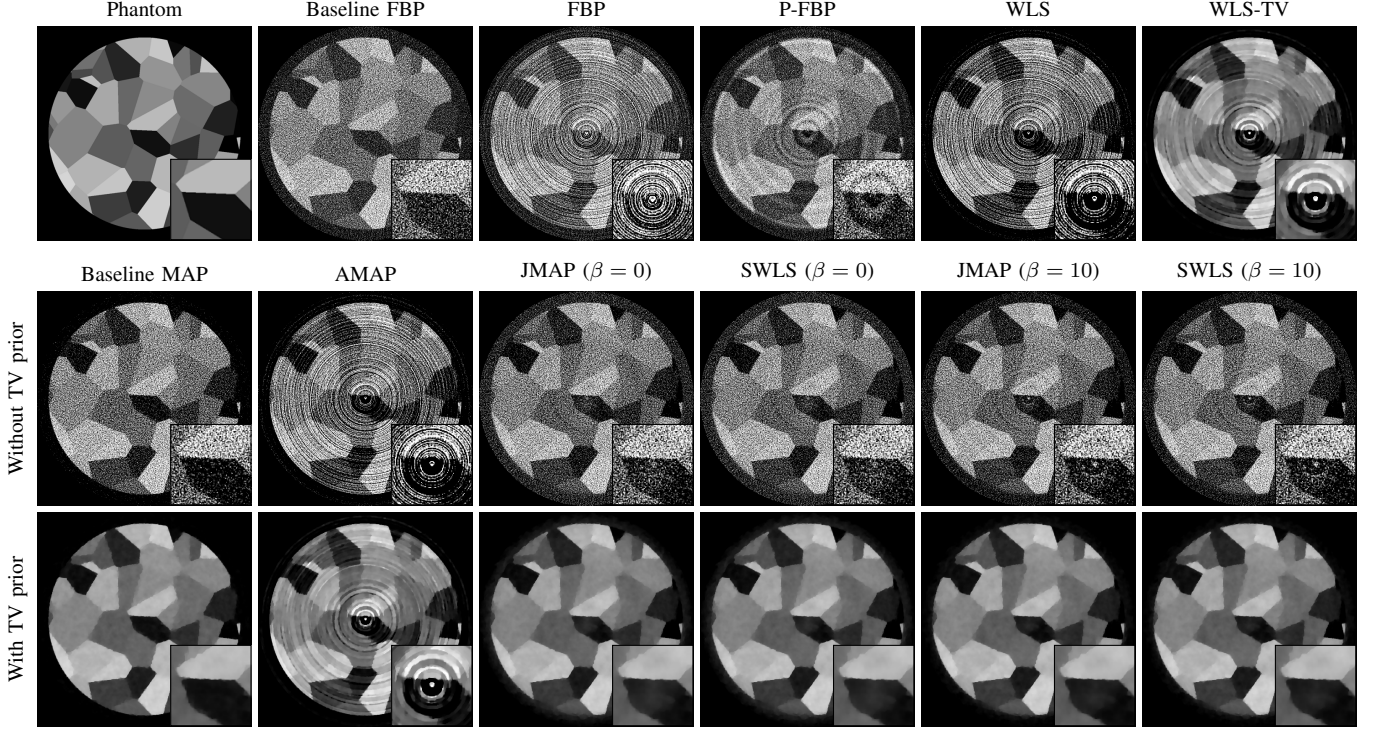 Phantom
Baseline FBP
FBP
P-FBP
WLS
WLS-TV
Baseline MAP
AMAP
JMAP (β = 0)
SWLS (β = 0)
JMAP (β = 10)
SWLS (β = 10)
Without TV prior
With TV prior